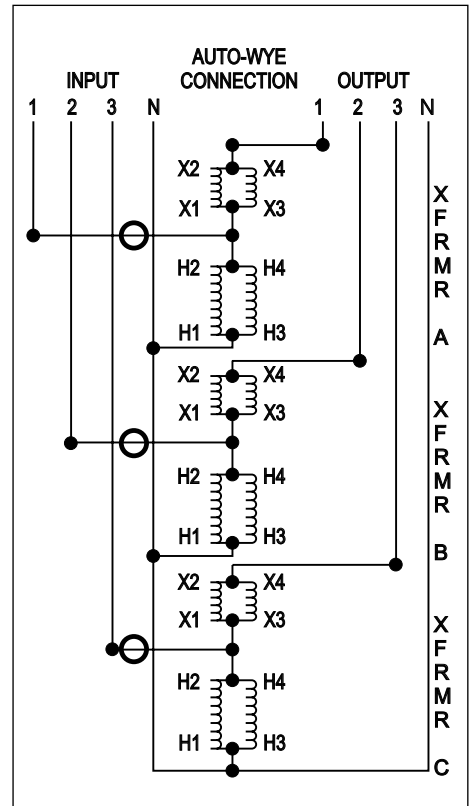 AUTO-WYE
INPUT CONNECTION OUTPUT
1 2 3 N 1 2 3 N
X2 X4
X1 X3
H2 H4
H1 H3
XFRMR A
X2 X4
X1 X3
H2 H4
H1 H3
XFRMR B
X2 X4
X1 X3
H2 H4
H1 H3
XFRMR C